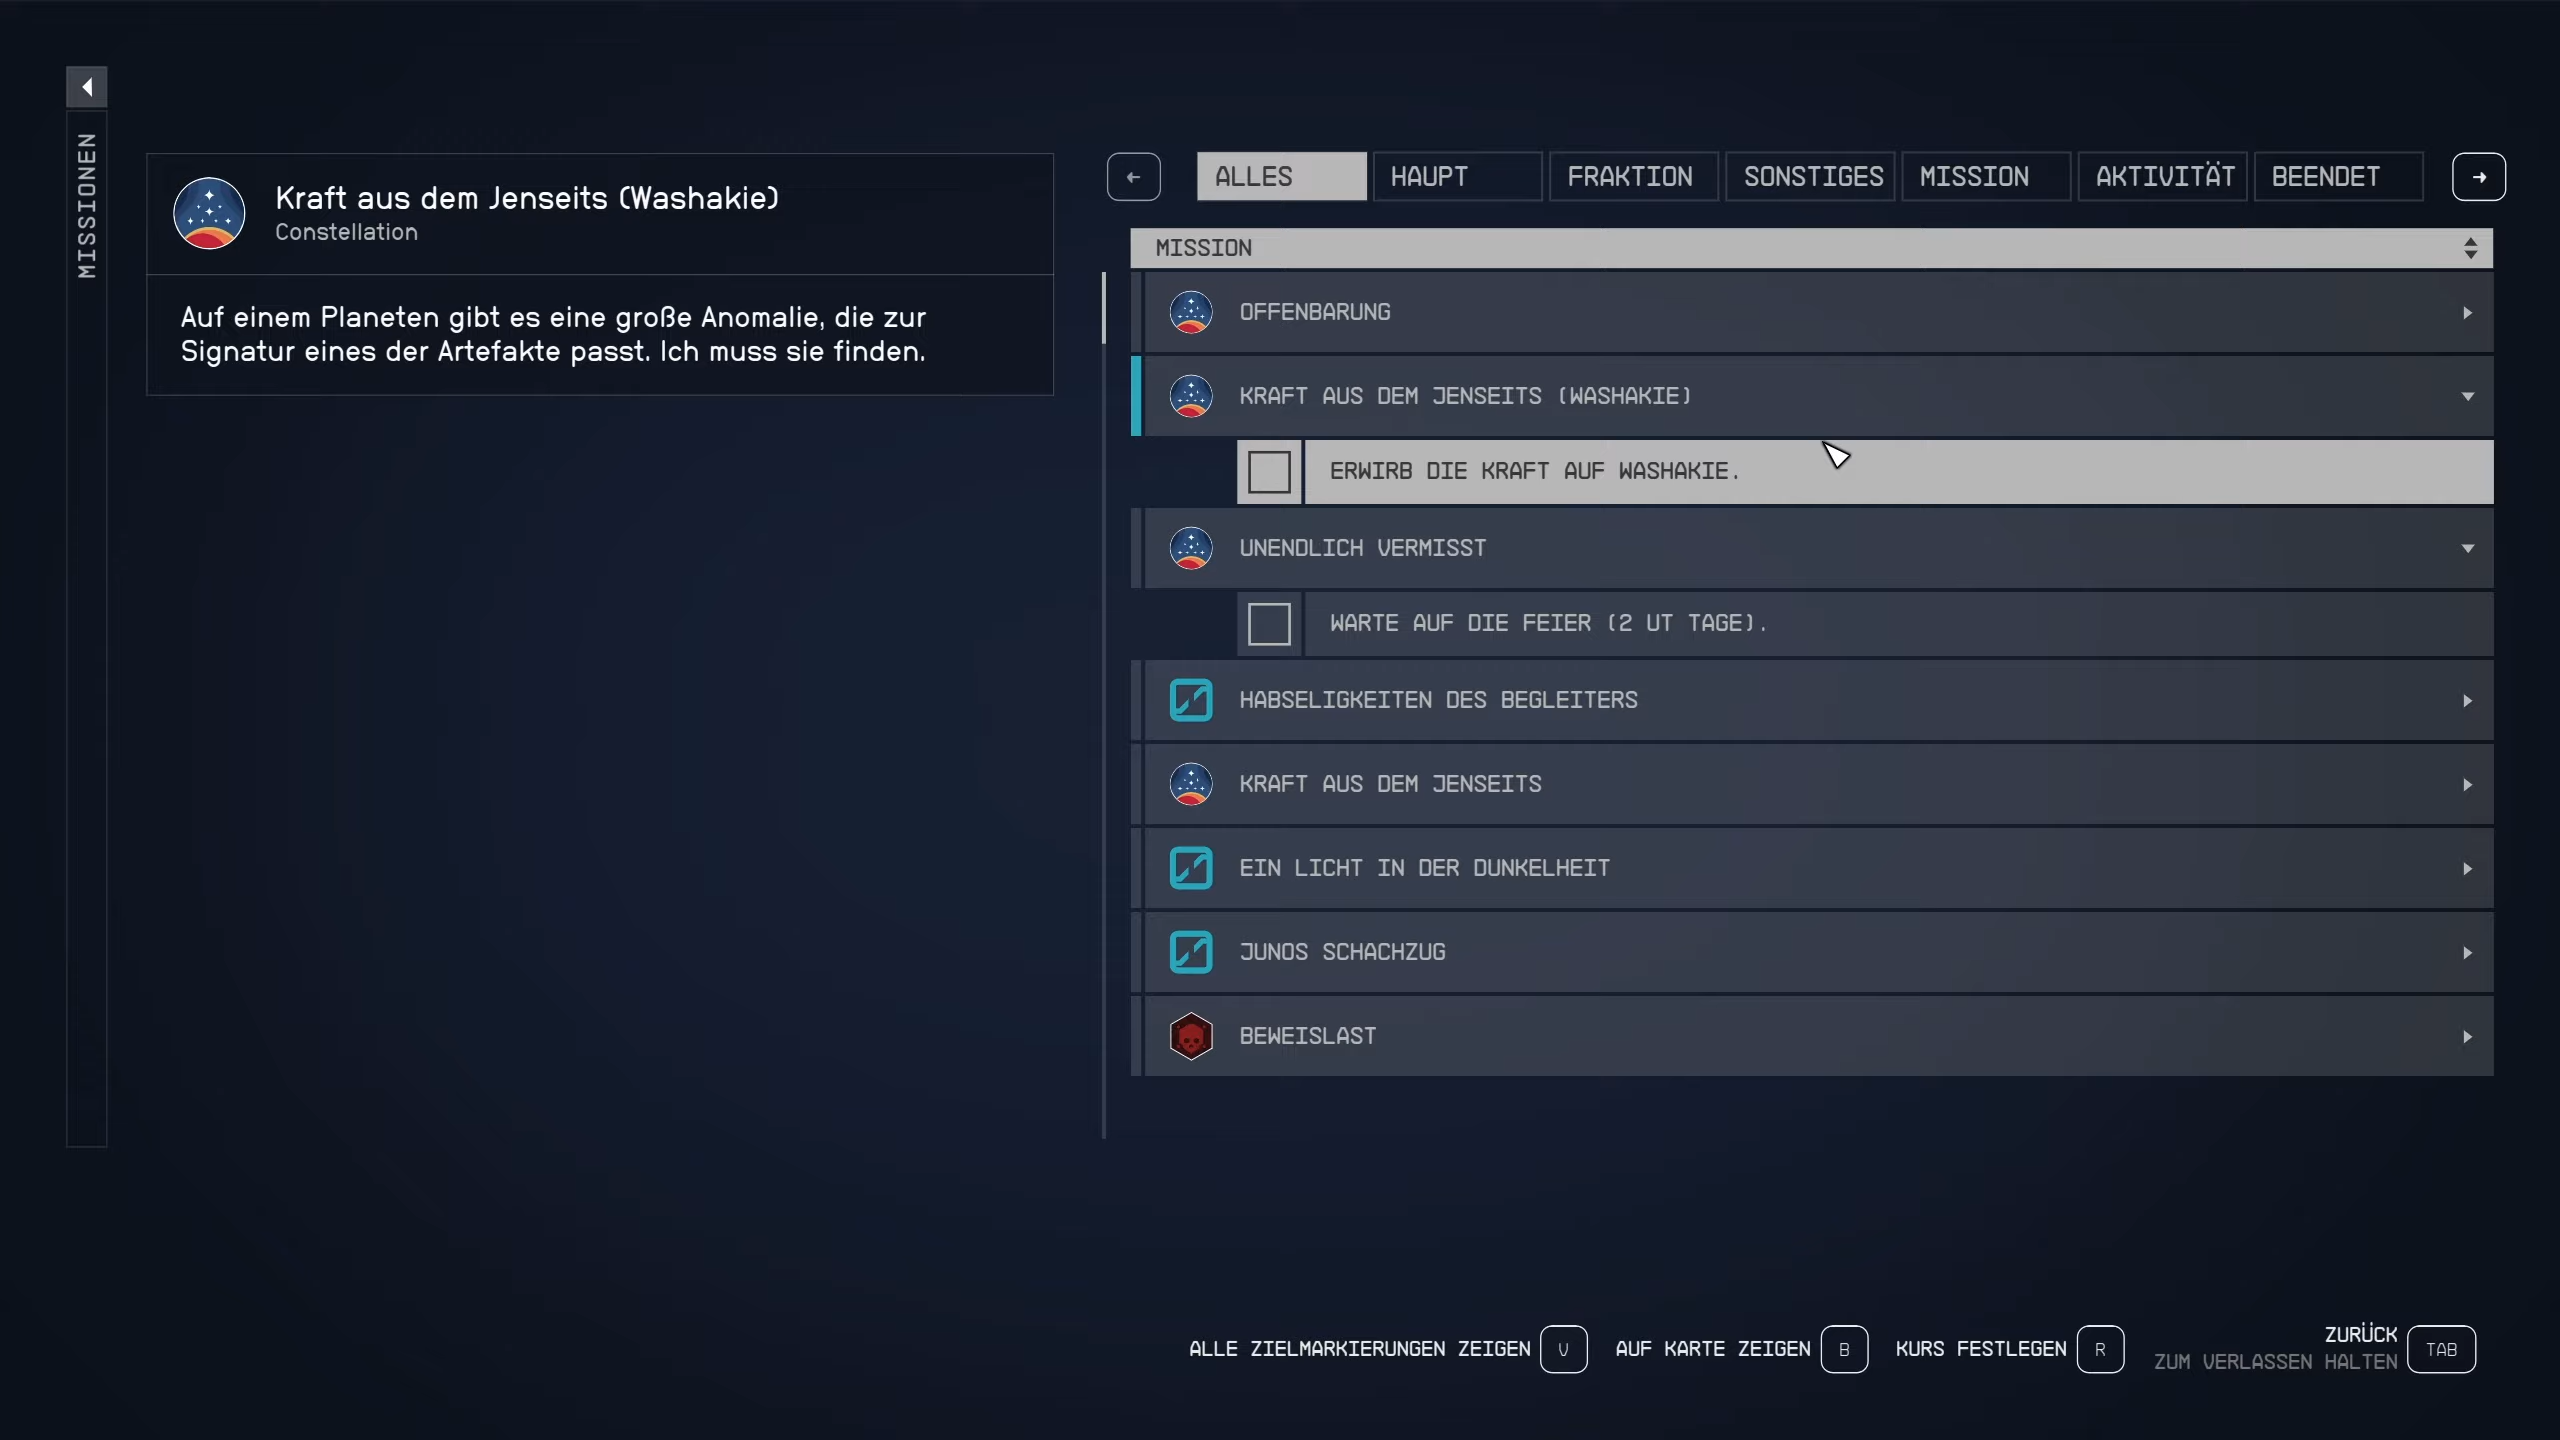 MISSIONEN
Kraft aus dem Jenseits (Washakie)
Constellation
Auf einem Planeten gibt es eine große Anomalie, die zur
Signatur eines der Artefakte passt. Ich muss sie finden.
ALLES
HAUPT
FRAKTION
SONSTIGES
MISSION
AKTIVITÄT
BEENDET
MISSION
OFFENBARUNG
KRAFT AUS DEM JENSEITS (WASHAKIE)
ERWIRB DIE KRAFT AUF WASHAKIE.
UNENDLICH VERMISST
WARTE AUF DIE FEIER (2 UT TAGE).
HABSELIGKEITEN DES BEGLEITERS
KRAFT AUS DEM JENSEITS
EIN LICHT IN DER DUNKELHEIT
JUNOS SCHACHZUG
BEWEISLAST
ALLE ZIELMARKIERUNGEN ZEIGEN V
AUF KARTE ZEIGEN B
KURS FESTLEGEN R
ZURÜCK
ZUM VERLASSEN HALTEN
TAB